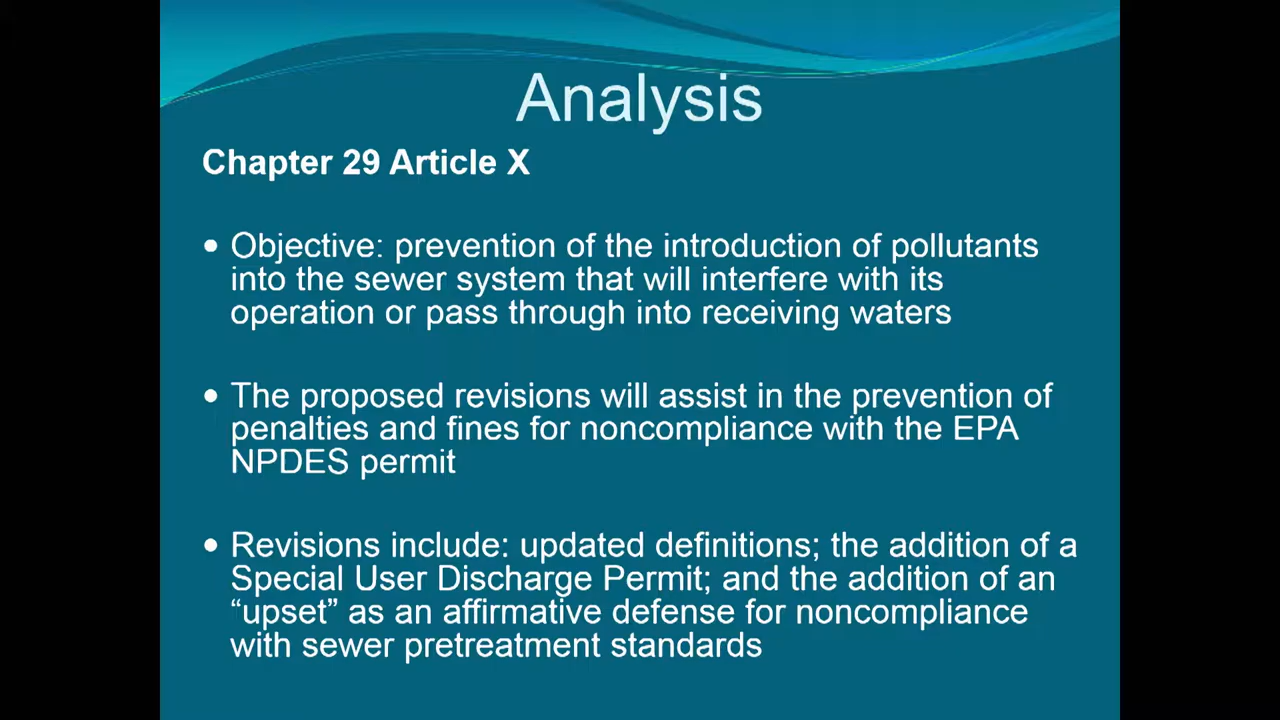 Analysis
Chapter 29 Article X
• Objective: prevention of the introduction of pollutants
into the sewer system that will interfere with its
operation or pass through into receiving waters
• The proposed revisions will assist in the prevention of
penalties and fines for noncompliance with the EPA
NPDES permit
• Revisions include: updated definitions; the addition of a
Special User Discharge Permit; and the addition of an
“upset” as an affirmative defense for noncompliance
with sewer pretreatment standards